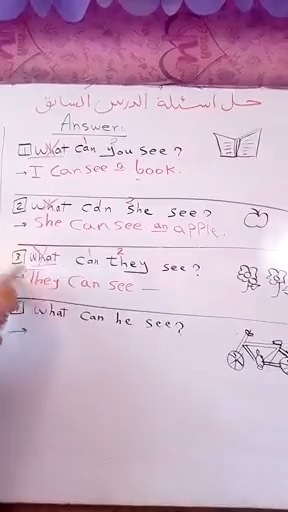 حل اسئلة الدرس السابق
Answer:
1 What can you see?
→ I can see a book.
2 What can she see?
→ She can see an apple.
3 What can they see?
They can see —
what can he see?
→